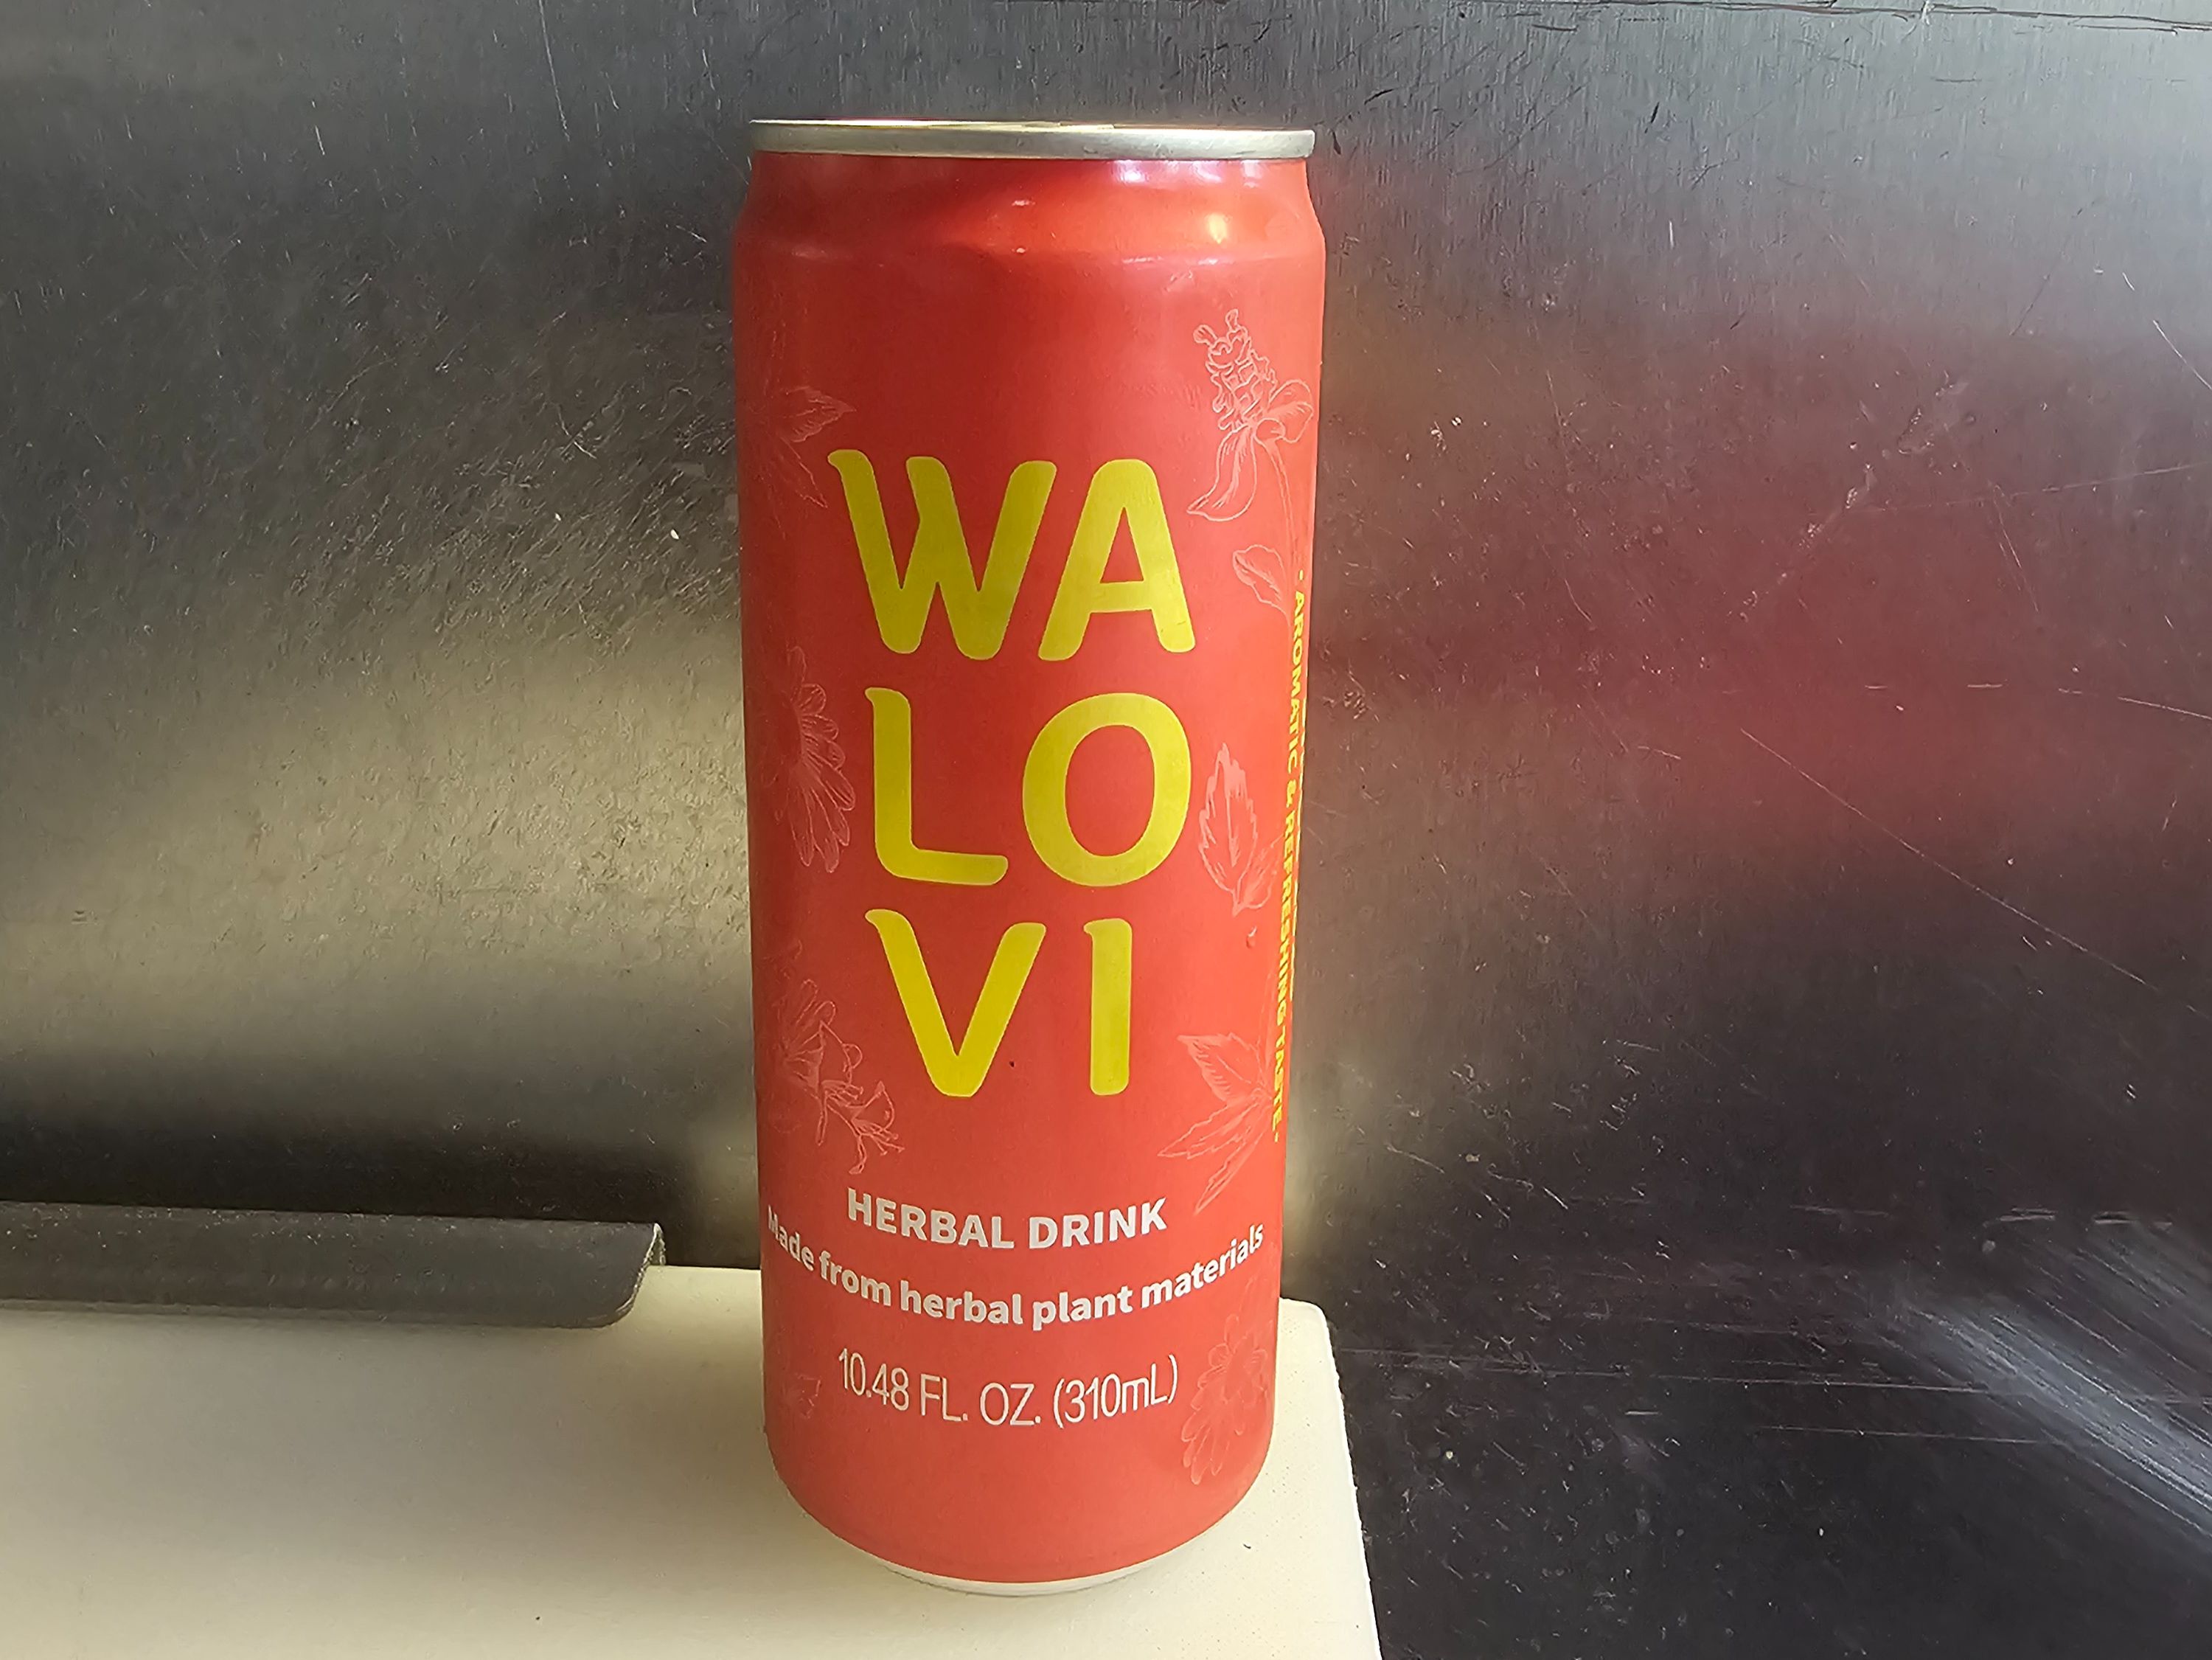 WA
LO
VI
HERBAL DRINK
Made from herbal plant materials
10.48 FL. OZ. (310mL)
· AROMATIC & REFRESHING TASTE ·